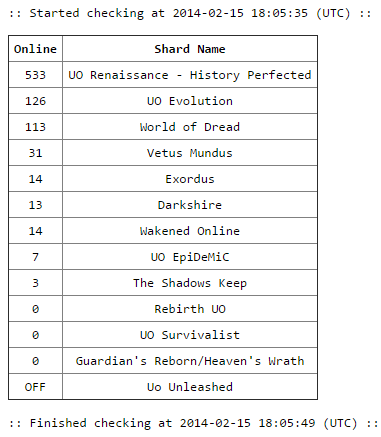 :: Started checking at 2014-02-15 18:05:35 (UTC) ::
Online Shard Name
533 UO Renaissance - History Perfected
126 UO Evolution
113 World of Dread
31 Vetus Mundus
14 Exordus
13 Darkshire
14 Wakened Online
7 UO EpiDeMiC
3 The Shadows Keep
0 Rebirth UO
0 UO Survivalist
0 Guardian's Reborn/Heaven's Wrath
OFF Uo Unleashed
:: Finished checking at 2014-02-15 18:05:49 (UTC) ::